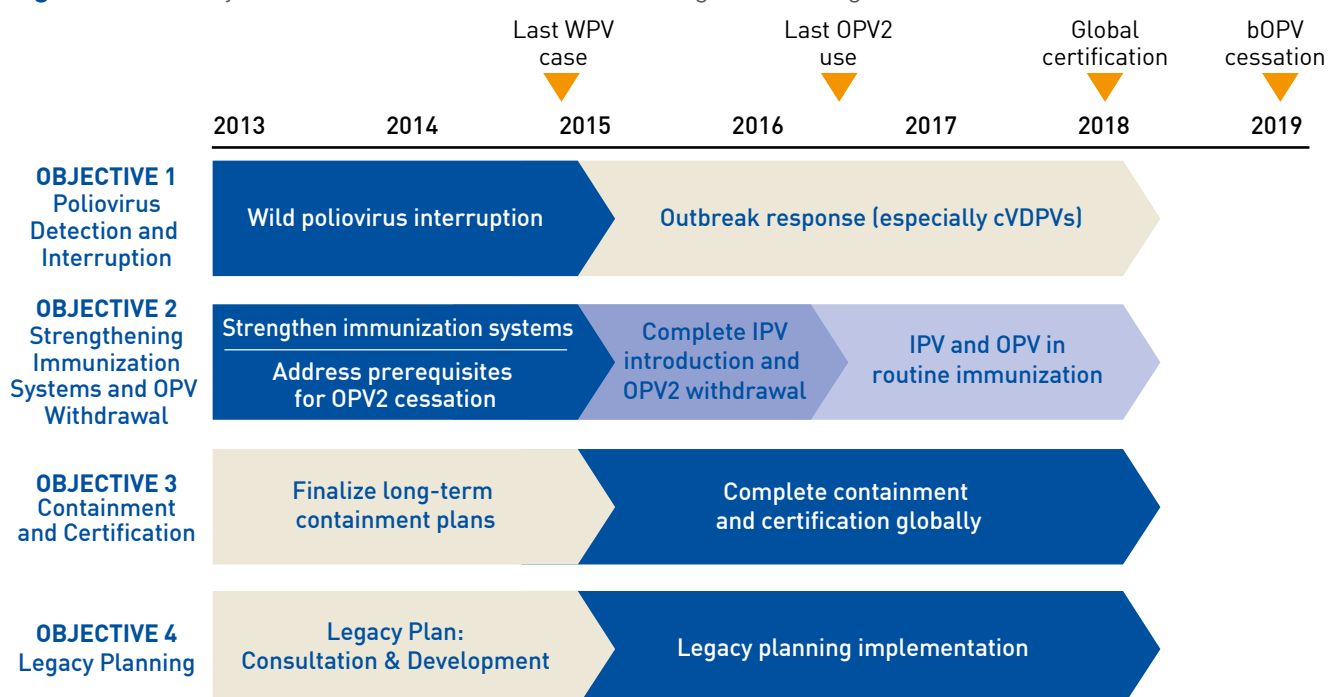 Last WPV
case
Last OPV2
use
Global
certification
bOPV
cessation
2013 2014 2015 2016 2017 2018 2019
OBJECTIVE 1
Poliovirus
Detection and
Interruption
Wild poliovirus interruption
Outbreak response (especially cVDPVs)
OBJECTIVE 2
Strengthening
Immunization
Systems and OPV
Withdrawal
Strengthen immunization systems
Address prerequisites
for OPV2 cessation
Complete IPV
introduction and
OPV2 withdrawal
IPV and OPV in
routine immunization
OBJECTIVE 3
Containment
and Certification
Finalize long-term
containment plans
Complete containment
and certification globally
OBJECTIVE 4
Legacy Planning
Legacy Plan:
Consultation & Development
Legacy planning implementation